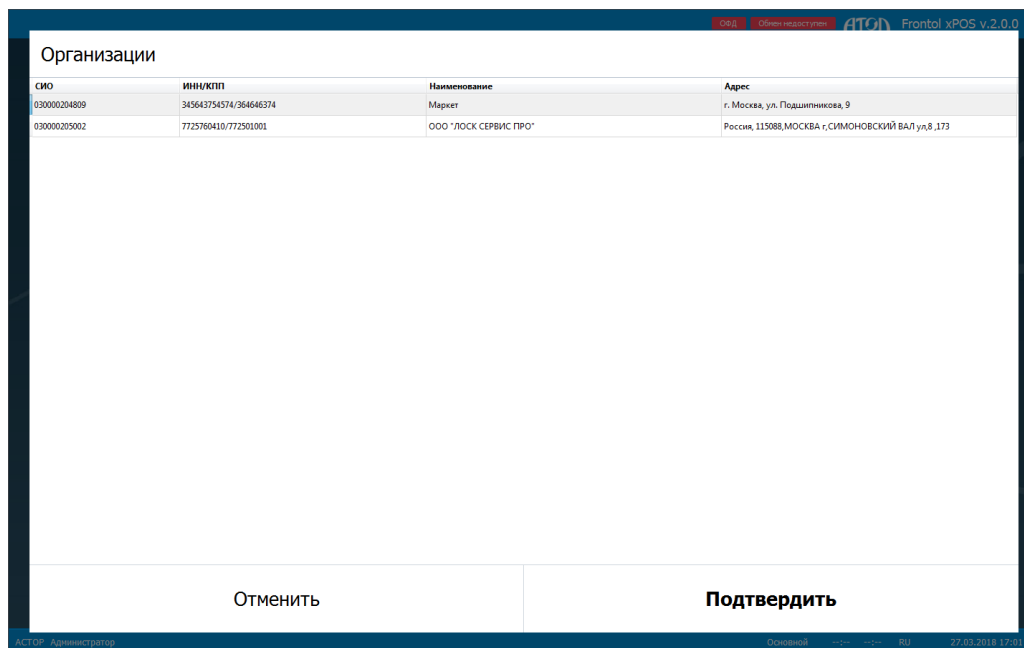 ОФД Обмен недоступен АТОЛ Frontol xPOS v.2.0.0
Организации
СИО ИНН/КПП Наименование Адрес
030000204809 345643754574/364646374 Маркет г. Москва, ул. Подшипникова, 9
030000205002 7725760410/772501001 ООО "ЛОСК СЕРВИС ПРО" Россия, 115088,МОСКВА г,СИМОНОВСКИЙ ВАЛ ул,8 ,173
Отменить Подтвердить
АСТОР Администратор Основной --:-- --:-- RU 27.03.2018 17:01